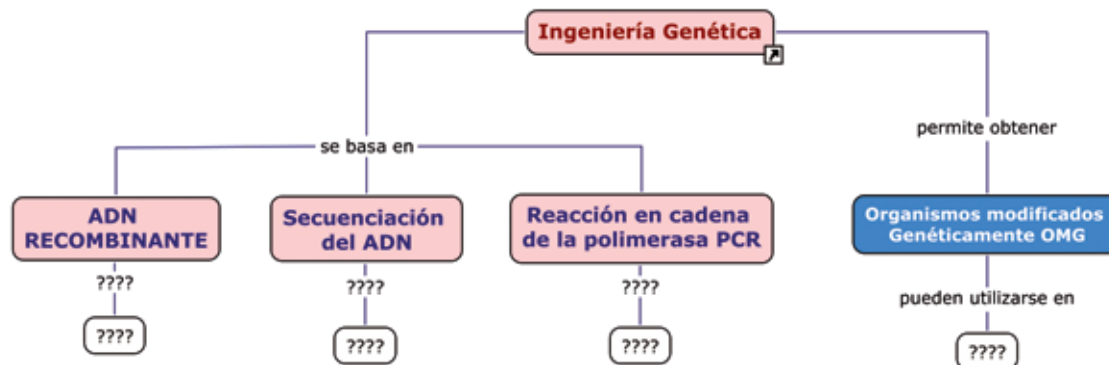 Ingeniería Genética
permite obtener
se basa en
ADN
RECOMBINANTE
Secuenciación
del ADN
Reacción en cadena
de la polimerasa PCR
Organismos modificados
Genéticamente OMG
????
????
????
pueden utilizarse en
????
????
????
????